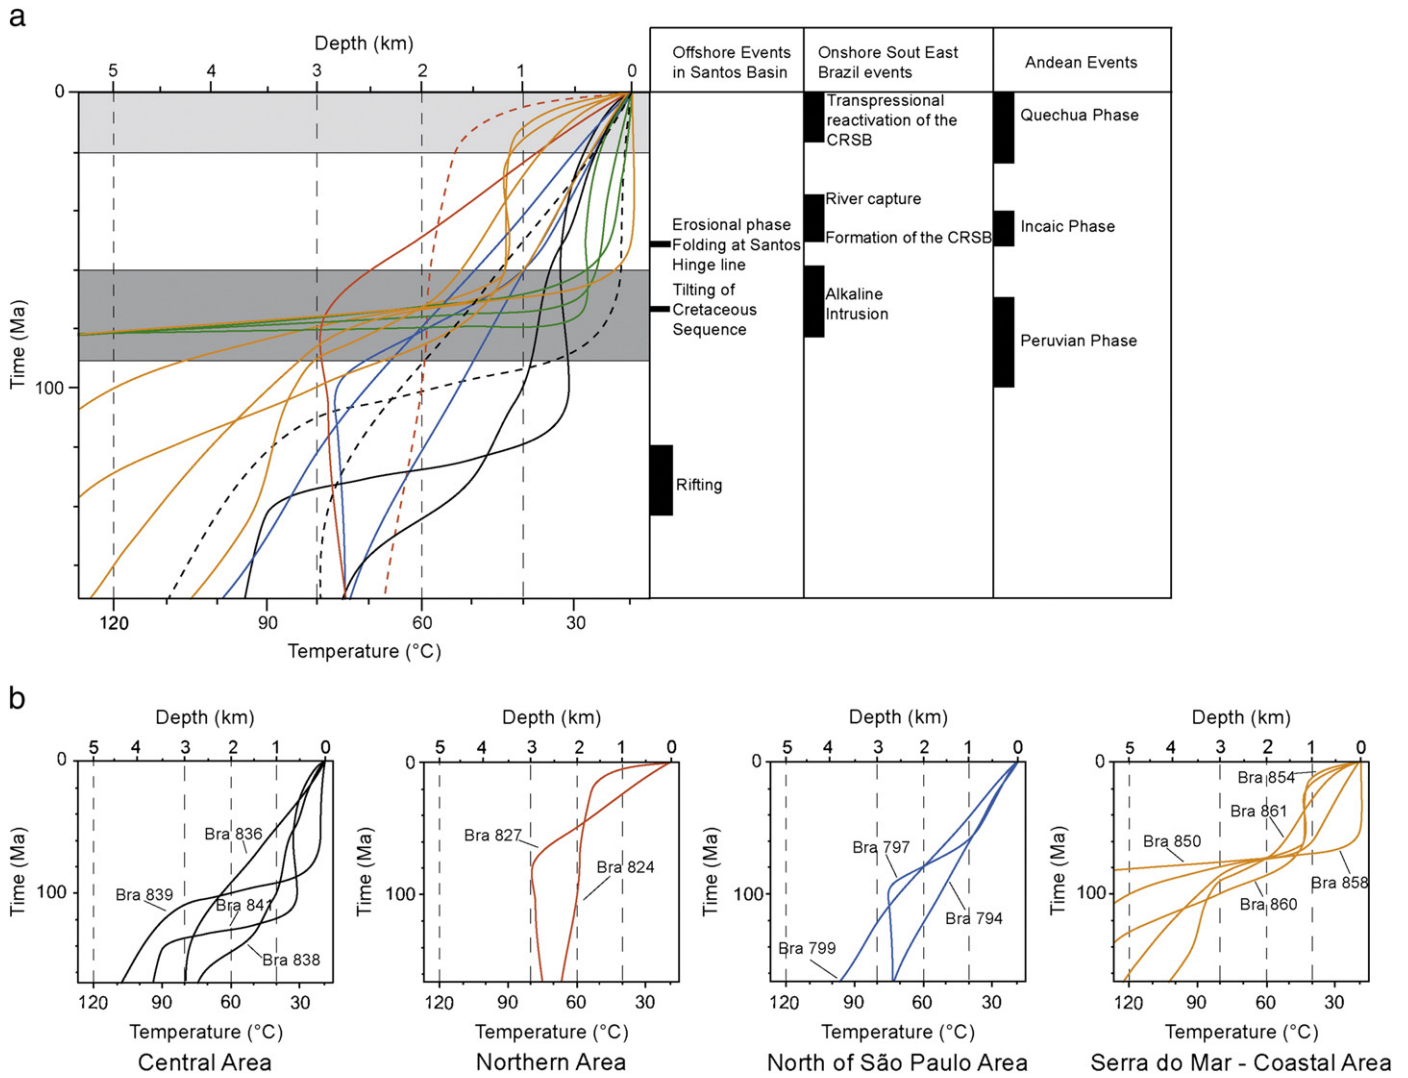 a
Depth (km)
5 4 3 2 1 0
Offshore Events
in Santos Basin
Onshore Sout East
Brazil events
Andean Events
0
100
Time (Ma)
Transpressional
reactivation of the
CRSB
Quechua Phase
River capture
Formation of the CRSB
Incaic Phase
Erosional phase
Folding at Santos
Hinge line
Tilting of
Cretaceous
Sequence
Alkaline
Intrusion
Peruvian Phase
Rifting
120 90 60 30
Temperature (°C)
b
Depth (km)
5 4 3 2 1 0
0
100
Time (Ma)
Bra 836
Bra 839
Bra 841
Bra 838
120 90 60 30
Temperature (°C)
Central Area
Depth (km)
5 4 3 2 1 0
0
100
Time (Ma)
Bra 827
Bra 824
120 90 60 30
Temperature (°C)
Northern Area
Depth (km)
5 4 3 2 1 0
0
100
Time (Ma)
Bra 797
Bra 794
Bra 799
120 90 60 30
Temperature (°C)
North of São Paulo Area
Depth (km)
5 4 3 2 1 0
0
100
Time (Ma)
Bra 854
Bra 861
Bra 850
Bra 858
Bra 860
120 90 60 30
Temperature (°C)
Serra do Mar - Coastal Area